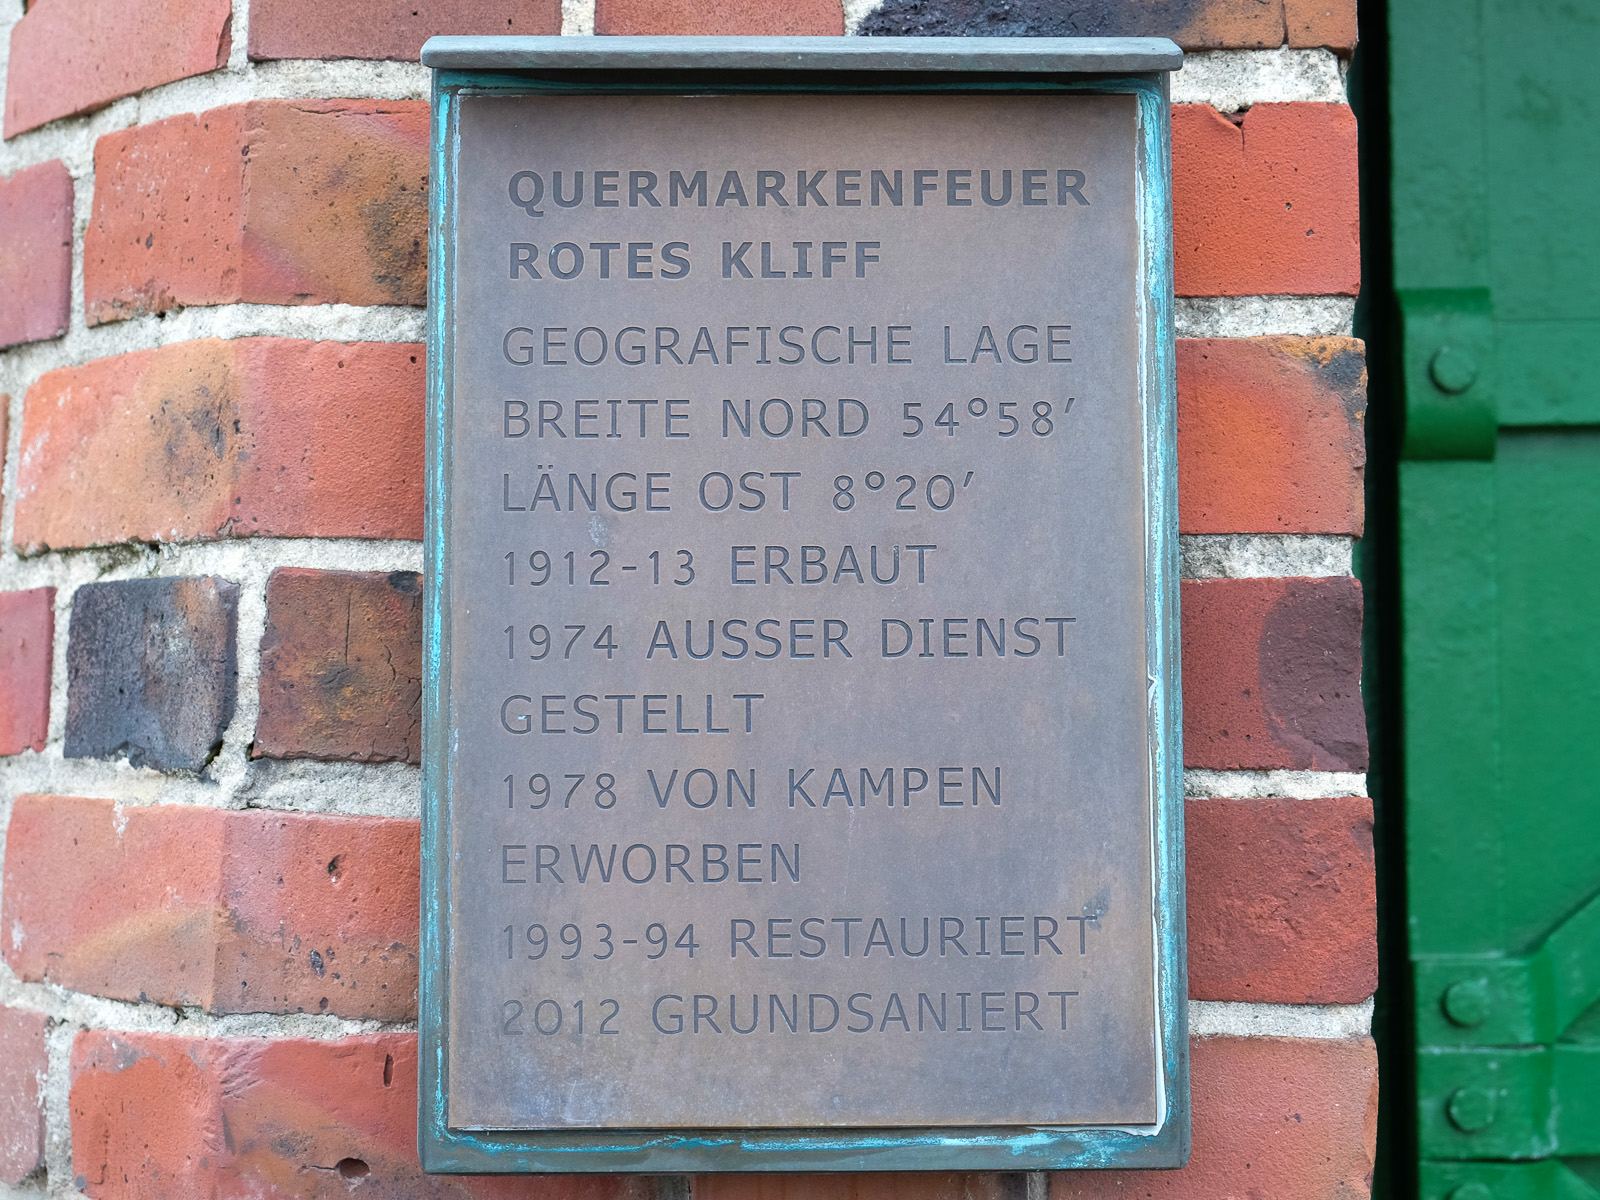 QUERMARKENFEUER
ROTES KLIFF
GEOGRAFISCHE LAGE
BREITE NORD 54°58′
LÄNGE OST 8°20′
1912-13 ERBAUT
1974 AUSSER DIENST
GESTELLT
1978 VON KAMPEN
ERWORBEN
1993-94 RESTAURIERT
2012 GRUNDSANIERT